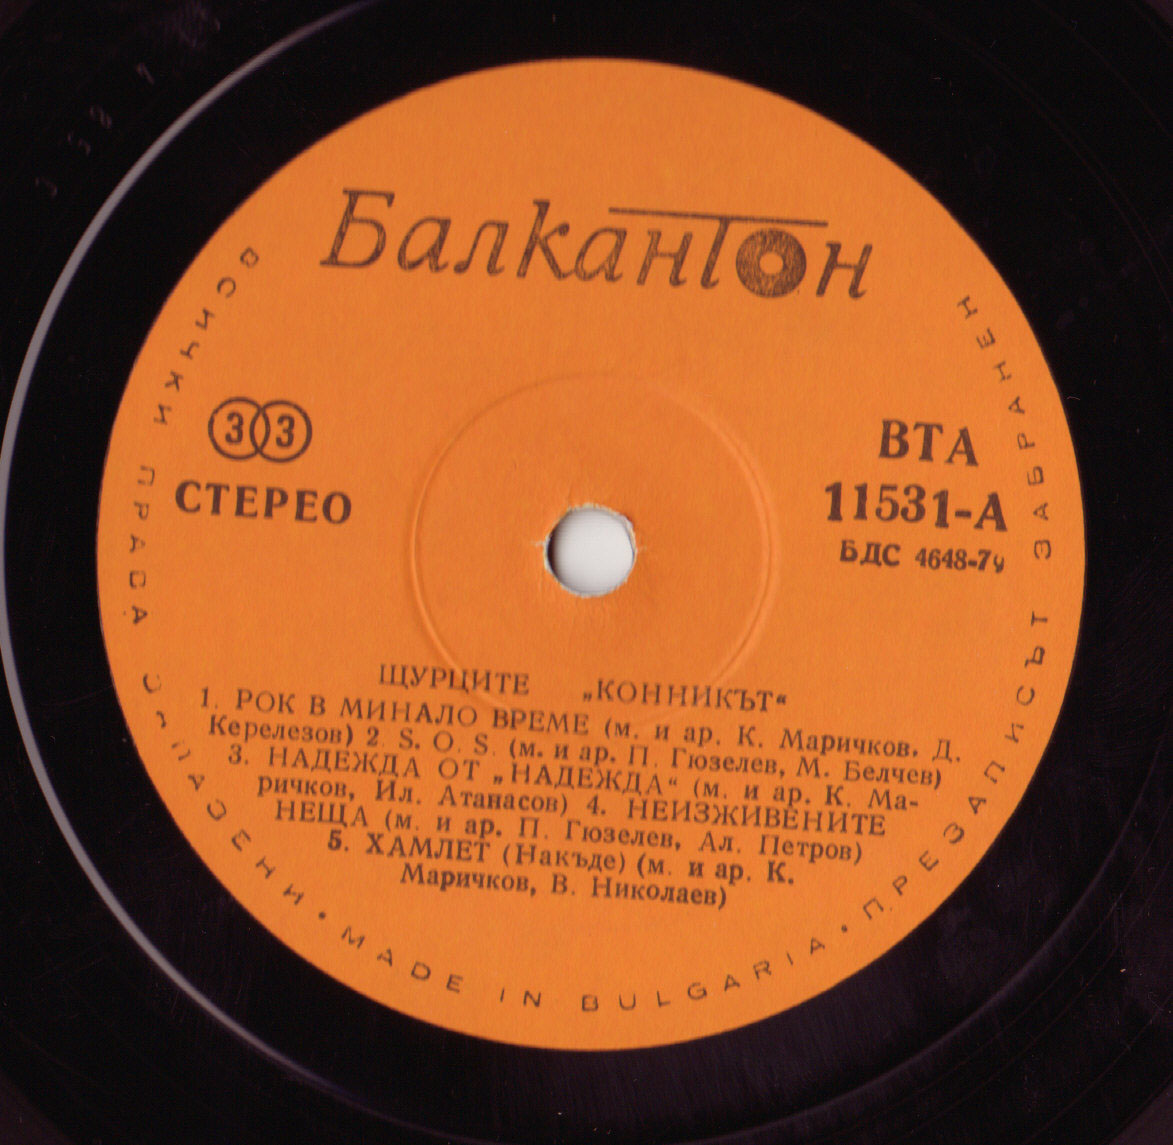 Балкантон
33
СТЕРЕО
ВТА
11531-А
БДС 4648-79
ЩУРЦИТЕ „КОННИКЪТ“
1. РОК В МИНАЛО ВРЕМЕ (м. и ар. К. Маричков, Д.
Керелезов) 2. S. O. S. (м. и ар. П. Гюзелев, М. Белчев)
3. НАДЕЖДА ОТ „НАДЕЖДА“ (м. и ар. К. Ма-
ричков, Ил. Атанасов) 4. НЕИЗЖИВЕНИТЕ
НЕЩА (м. и ар. П. Гюзелев, Ал. Петров)
5. ХАМЛЕТ (Накъде) (м. и ар. К.
Маричков, В. Николаев)
ВСИЧКИ ПРАВА ЗАПАЗЕНИ • MADE IN BULGARIA • ПРЕЗАПИСЪТ ЗАБРАНЕН